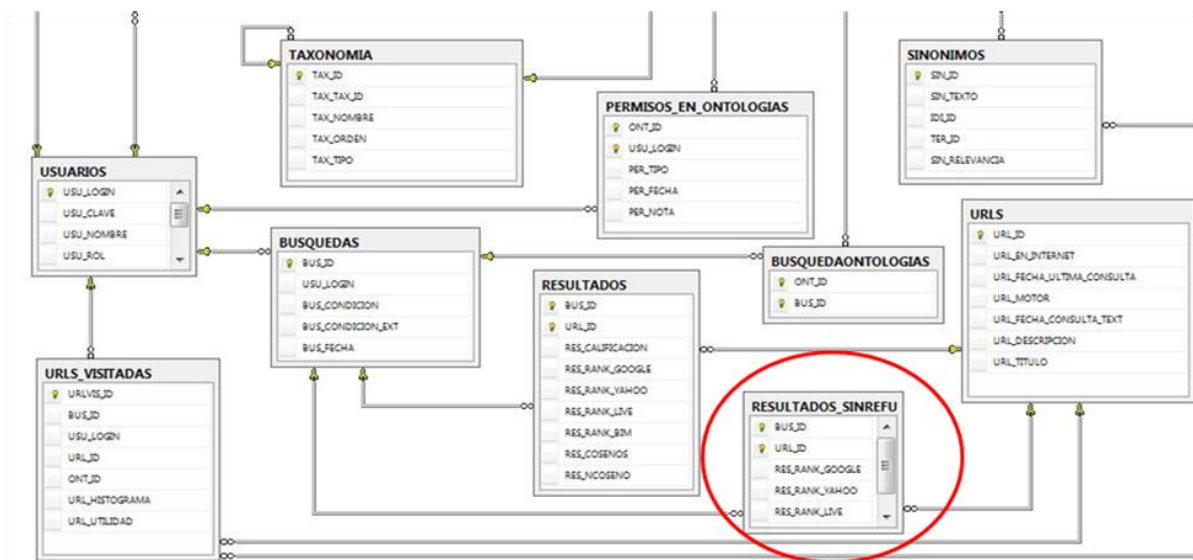 TAXONOMIA
TAX_ID
TAX_TAX_ID
TAX_NOMBRE
TAX_ORDEN
TAX_TIPO
PERMISOS_EN_ONTOLOGIAS
ONT_ID
USU_LOGIN
PER_TIPO
PER_FECHA
PER_NOTA
SINONIMOS
SIN_ID
SIN_TEXTO
IDI_ID
TER_ID
SIN_RELEVANCIA
USUARIOS
USU_LOGIN
USU_CLAVE
USU_NOMBRE
USU_ROL
BUSQUEDAS
BUS_ID
USU_LOGIN
BUS_CONDICION
BUS_CONDICION_EXT
BUS_FECHA
RESULTADOS
BUS_ID
URL_ID
RES_CALIFICACION
RES_RANK_GOOGLE
RES_RANK_YAHOO
RES_RANK_LIVE
RES_RANK_BIM
RES_COSENOS
RES_NCOSENO
BUSQUEDAONTOLOGIAS
ONT_ID
BUS_ID
URLS
URL_ID
URL_EN_INTERNET
URL_FECHA_ULTIMA_CONSULTA
URL_MOTOR
URL_FECHA_CONSULTA_TEXT
URL_DESCRIPCION
URL_TITULO
URLS_VISITADAS
URLVIS_ID
BUS_ID
USU_LOGIN
URL_ID
ONT_ID
URL_HISTOGRAMA
URL_UTILIDAD
RESULTADOS_SINREFU
BUS_ID
URL_ID
RES_RANK_GOOGLE
RES_RANK_YAHOO
RES_RANK_LIVE